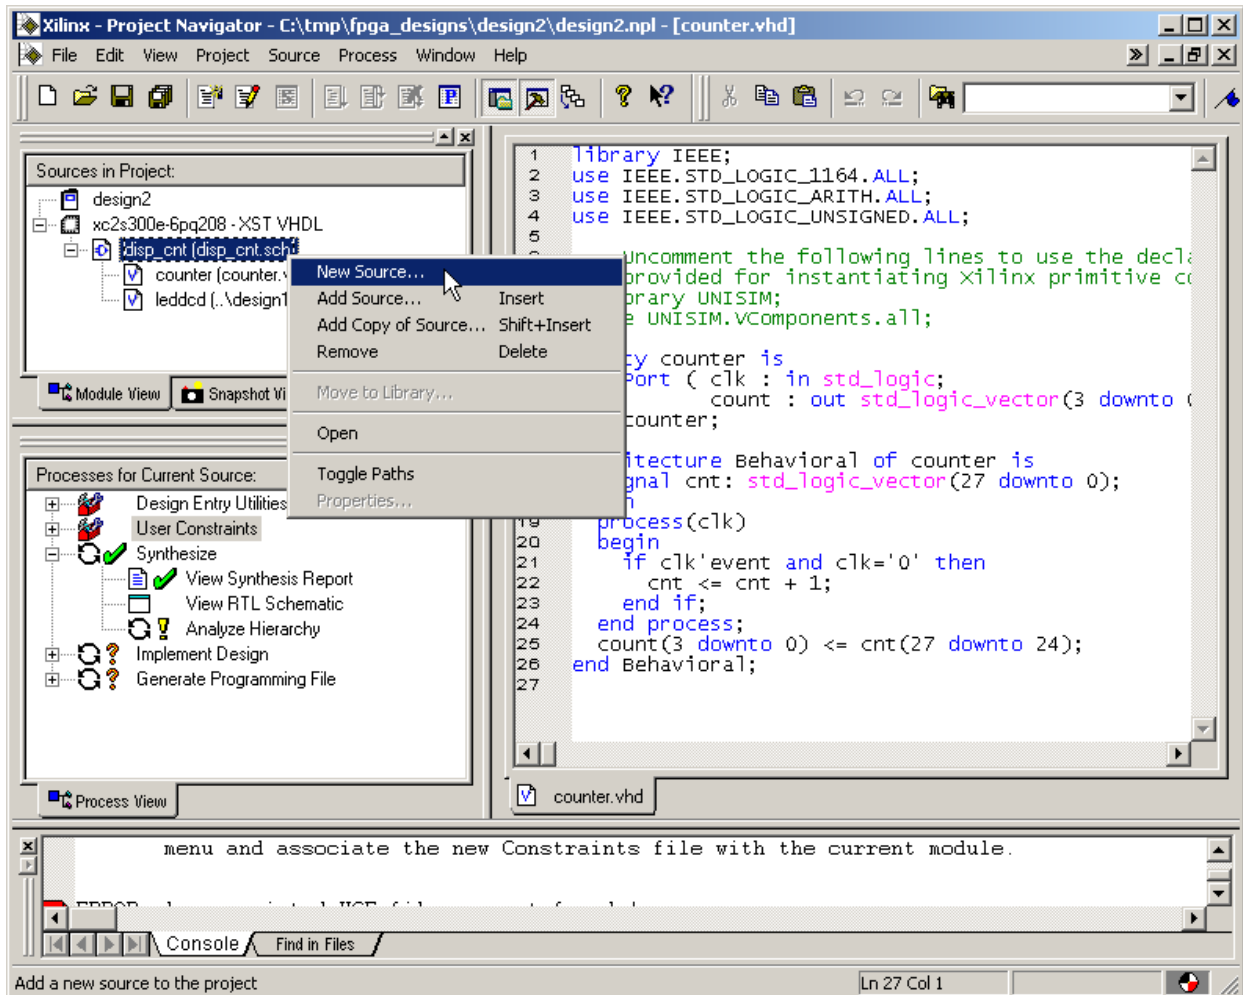 Xilinx - Project Navigator - C:\tmp\fpga_designs\design2\design2.npl - [counter.vhd]
File Edit View Project Source Process Window Help
Sources in Project:
design2
xc2s300e-6pq208 - XST VHDL
disp_cnt (disp_cnt.sch)
counter (counter.v
leddcd (..\design1
Module View
Snapshot Vi
New Source...
Add Source... Insert
Add Copy of Source... Shift+Insert
Remove Delete
Move to Library...
Open
Toggle Paths
Properties...
Processes for Current Source:
Design Entry Utilities
User Constraints
Synthesize
View Synthesis Report
View RTL Schematic
Analyze Hierarchy
Implement Design
Generate Programming File
Process View
1 library IEEE;
2 use IEEE.STD_LOGIC_1164.ALL;
3 use IEEE.STD_LOGIC_ARITH.ALL;
4 use IEEE.STD_LOGIC_UNSIGNED.ALL;
5
Uncomment the following lines to use the decla
provided for instantiating Xilinx primitive co
brary UNISIM;
e UNISIM.VComponents.all;
ty counter is
Port ( clk : in std_logic;
count : out std_logic_vector(3 downto 0
counter;
itecture Behavioral of counter is
gnal cnt: std_logic_vector(27 downto 0);
n
19 process(clk)
20 begin
21 if clk'event and clk='0' then
22 cnt <= cnt + 1;
23 end if;
24 end process;
25 count(3 downto 0) <= cnt(27 downto 24);
26 end Behavioral;
27
counter.vhd
menu and associate the new Constraints file with the current module.
Console Find in Files
Add a new source to the project
Ln 27 Col 1